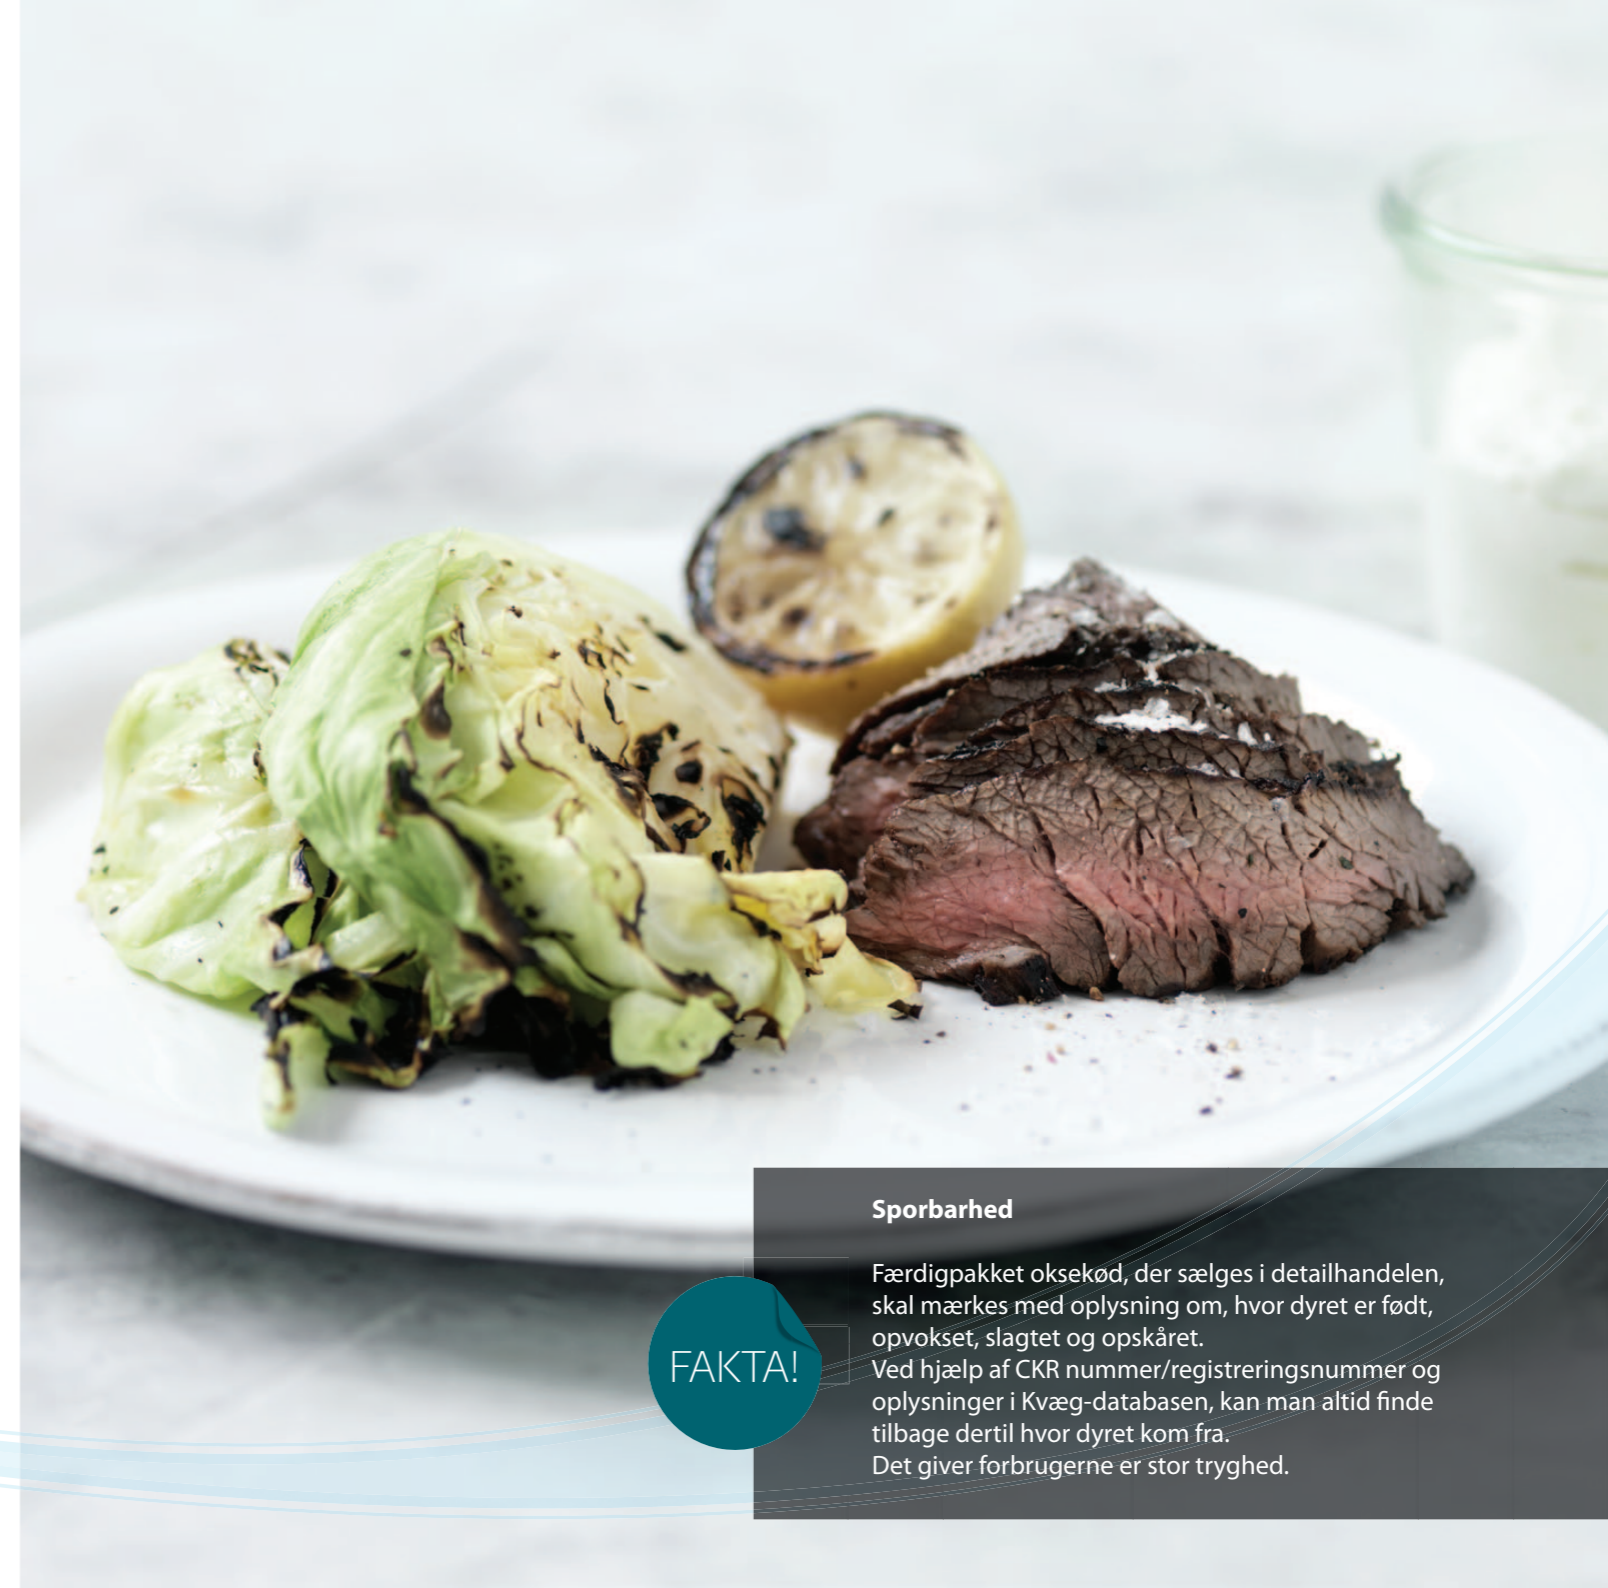 Sporbarhed
Færdigpakket oksekød, der sælges i detailhandelen,
skal mærkes med oplysning om, hvor dyret er født,
opvokset, slagtet og opskåret.
Ved hjælp af CKR nummer/registreringsnummer og
oplysninger i Kvæg-databasen, kan man altid finde
tilbage dertil hvor dyret kom fra.
Det giver forbrugerne er stor tryghed.
FAKTA!